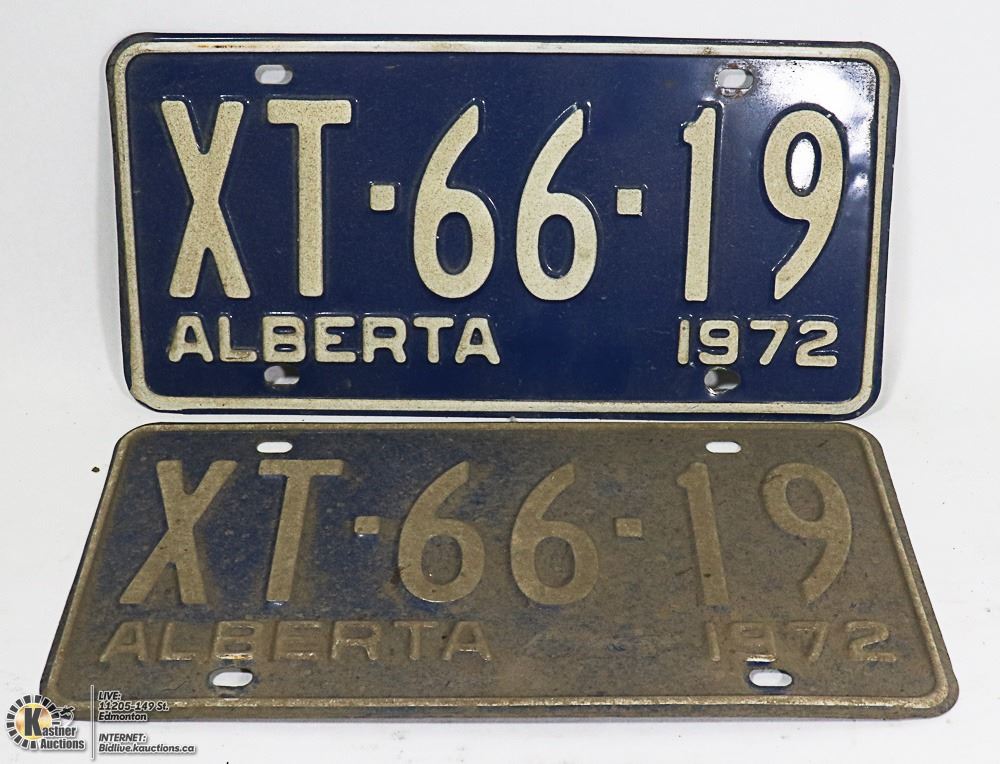 XT·66·19
ALBERTA 1972
XT·66·19
ALBERTA 1972
Kastner
Auctions
LIVE:
11205-149 St.
Edmonton
INTERNET:
Bidlive.kauctions.ca